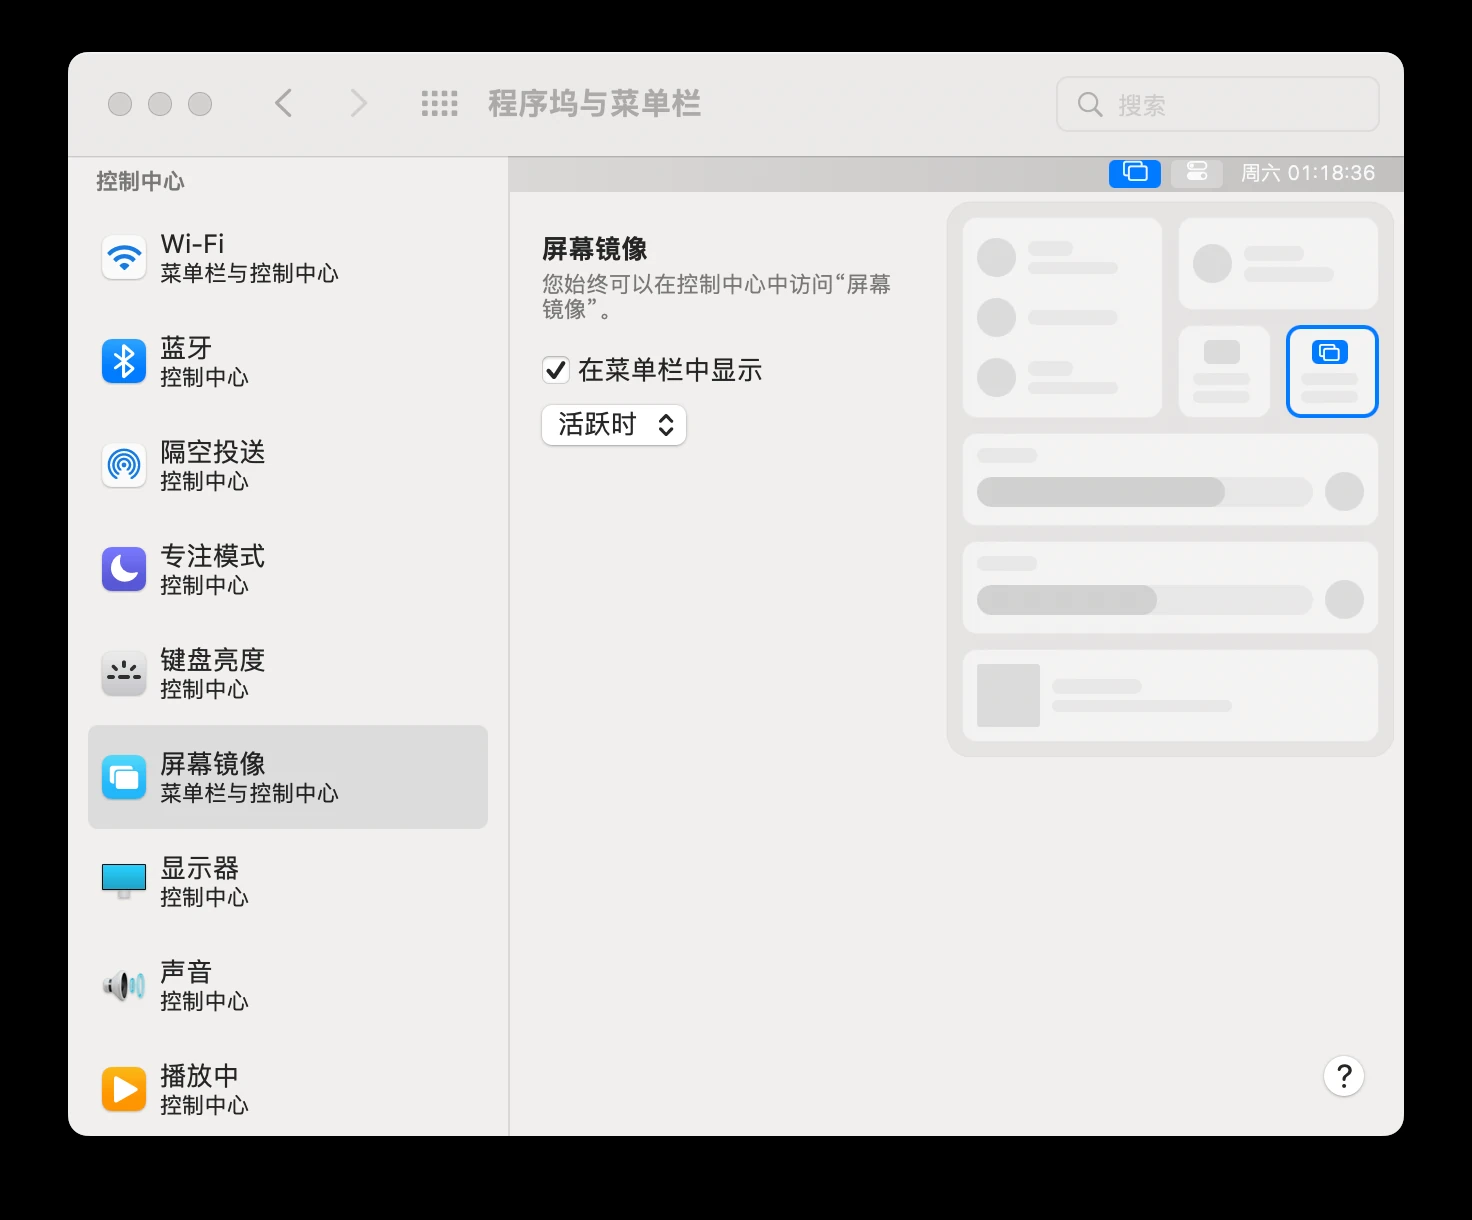 程序坞与菜单栏
搜索
控制中心
周六 01:18:36
Wi-Fi
菜单栏与控制中心
蓝牙
控制中心
隔空投送
控制中心
专注模式
控制中心
键盘亮度
控制中心
屏幕镜像
菜单栏与控制中心
显示器
控制中心
声音
控制中心
播放中
控制中心
屏幕镜像
您始终可以在控制中心中访问“屏幕
镜像”。
在菜单栏中显示
活跃时
?